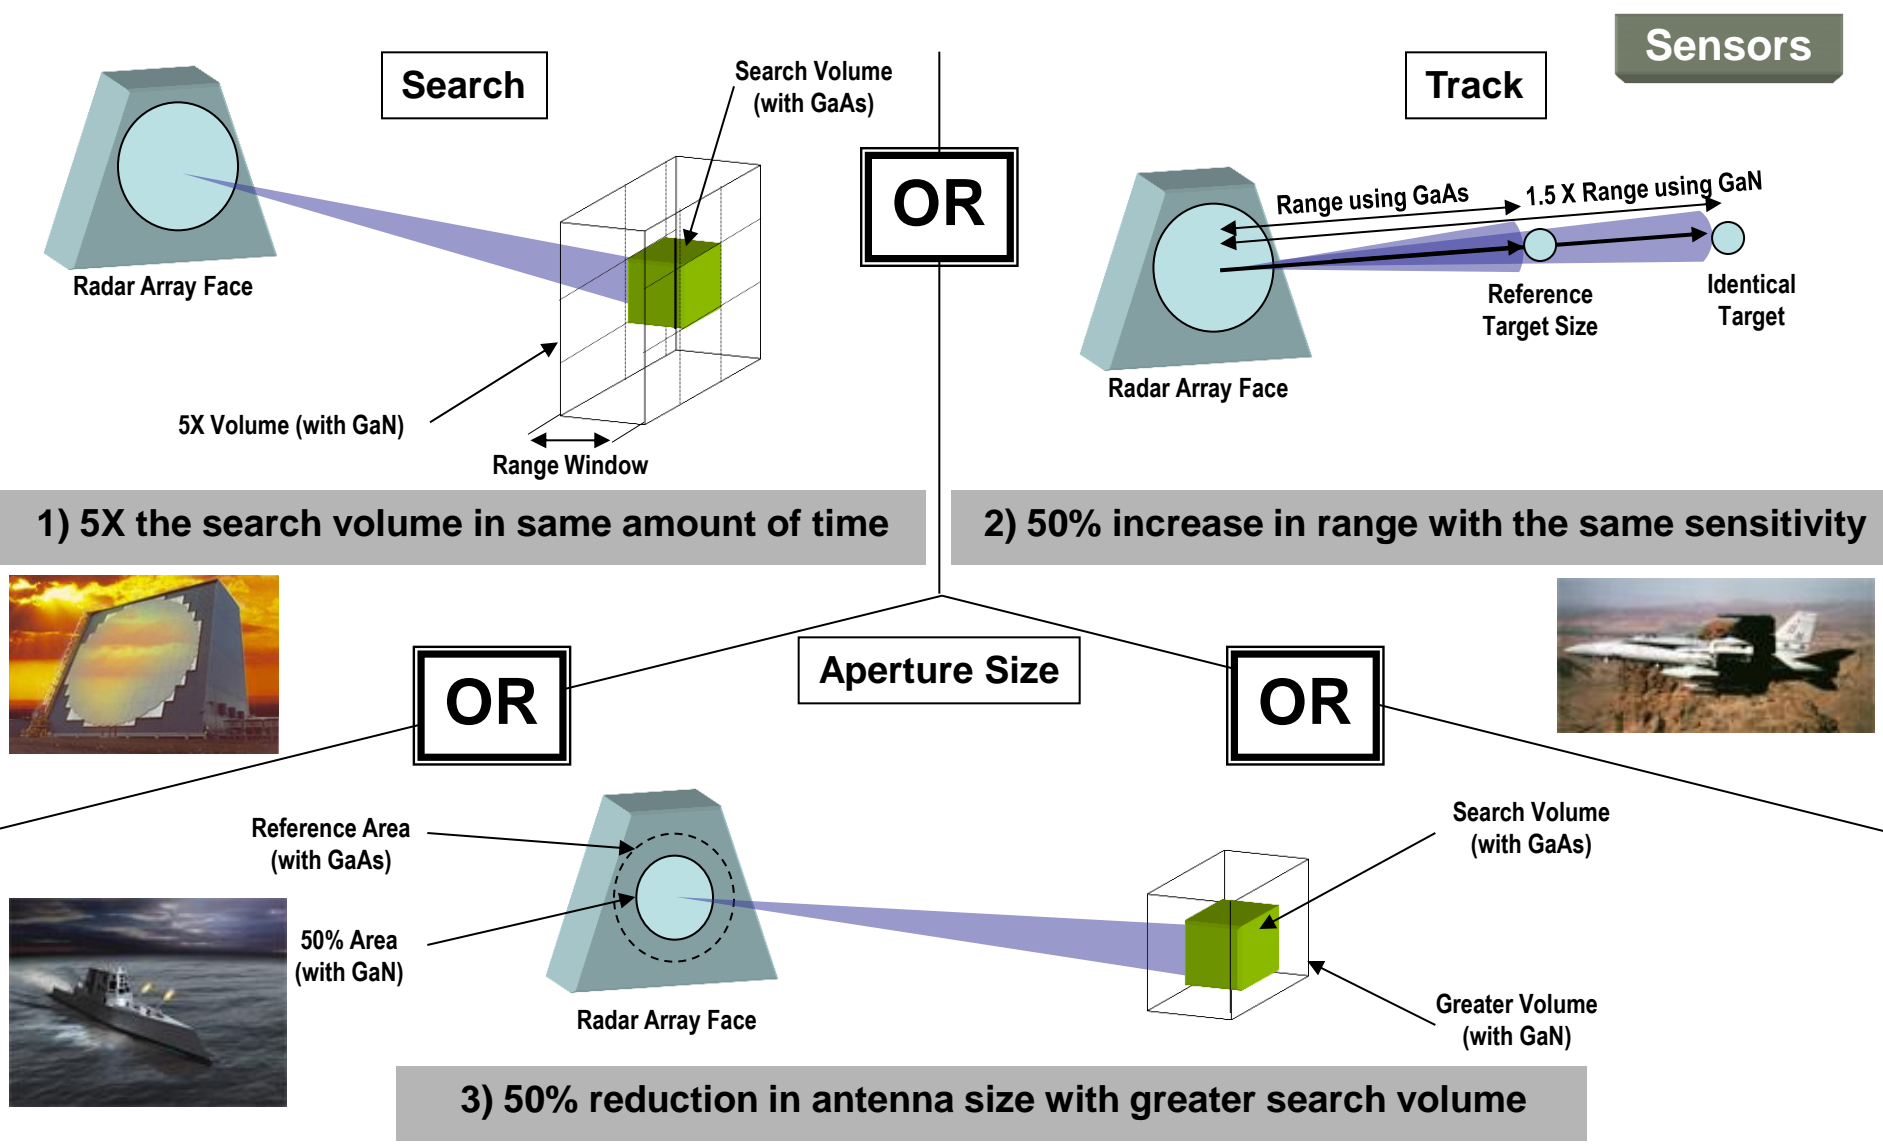 Sensors
Search
Search Volume
(with GaAs)
Radar Array Face
5X Volume (with GaN)
Range Window
1) 5X the search volume in same amount of time
OR
Track
Range using GaAs
1.5 X Range using GaN
Reference
Target Size
Identical
Target
Radar Array Face
2) 50% increase in range with the same sensitivity
OR
Aperture Size
OR
Reference Area
(with GaAs)
50% Area
(with GaN)
Radar Array Face
Search Volume
(with GaAs)
Greater Volume
(with GaN)
3) 50% reduction in antenna size with greater search volume